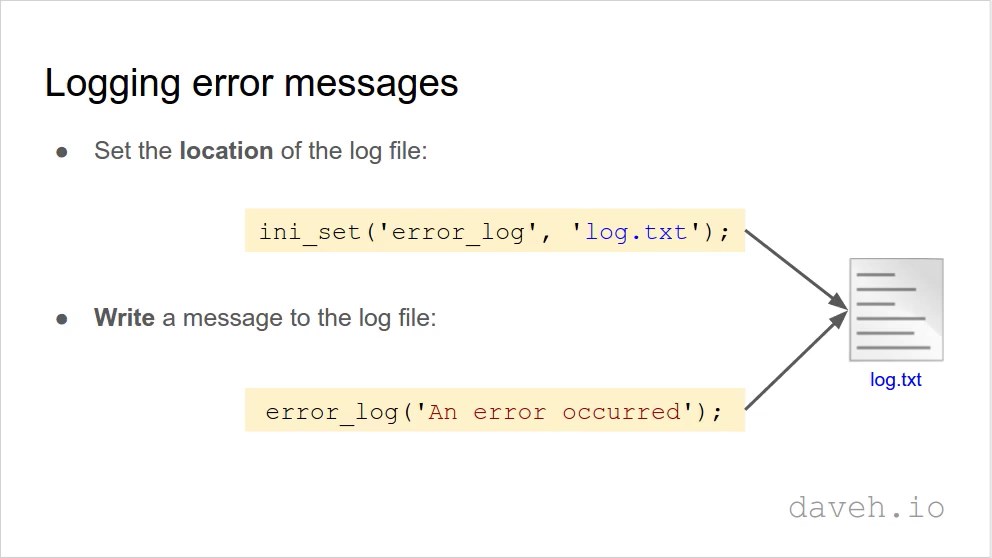 Logging error messages
● Set the location of the log file:
ini_set('error_log', 'log.txt');
● Write a message to the log file:
log.txt
error_log('An error occurred');
daveh.io